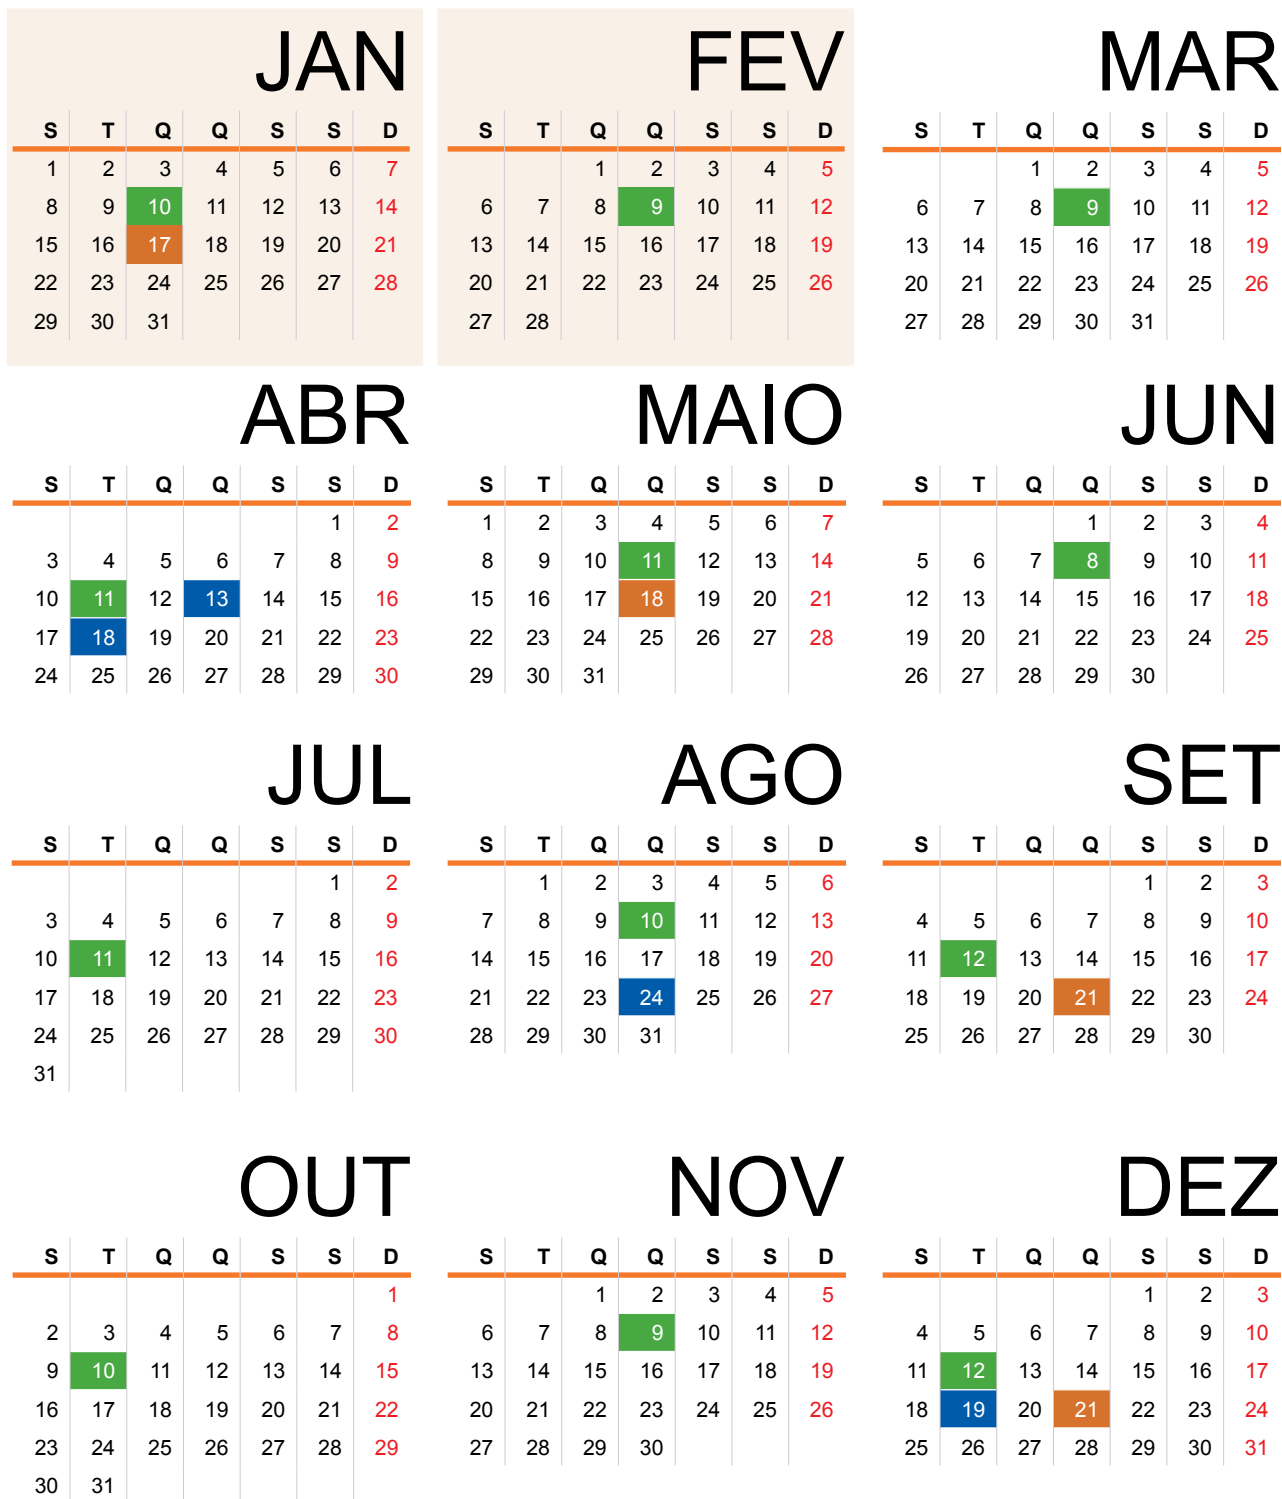 JAN
S T Q Q S S D
1 2 3 4 5 6 7
8 9 10 11 12 13 14
15 16 17 18 19 20 21
22 23 24 25 26 27 28
29 30 31
FEV
S T Q Q S S D
1 2 3 4 5
6 7 8 9 10 11 12
13 14 15 16 17 18 19
20 21 22 23 24 25 26
27 28
MAR
S T Q Q S S D
1 2 3 4 5
6 7 8 9 10 11 12
13 14 15 16 17 18 19
20 21 22 23 24 25 26
27 28 29 30 31
ABR
S T Q Q S S D
1 2
3 4 5 6 7 8 9
10 11 12 13 14 15 16
17 18 19 20 21 22 23
24 25 26 27 28 29 30
MAIO
S T Q Q S S D
1 2 3 4 5 6 7
8 9 10 11 12 13 14
15 16 17 18 19 20 21
22 23 24 25 26 27 28
29 30 31
JUN
S T Q Q S S D
1 2 3 4
5 6 7 8 9 10 11
12 13 14 15 16 17 18
19 20 21 22 23 24 25
26 27 28 29 30
JUL
S T Q Q S S D
1 2
3 4 5 6 7 8 9
10 11 12 13 14 15 16
17 18 19 20 21 22 23
24 25 26 27 28 29 30
31
AGO
S T Q Q S S D
1 2 3 4 5 6
7 8 9 10 11 12 13
14 15 16 17 18 19 20
21 22 23 24 25 26 27
28 29 30 31
SET
S T Q Q S S D
1 2 3
4 5 6 7 8 9 10
11 12 13 14 15 16 17
18 19 20 21 22 23 24
25 26 27 28 29 30
OUT
S T Q Q S S D
1
2 3 4 5 6 7 8
9 10 11 12 13 14 15
16 17 18 19 20 21 22
23 24 25 26 27 28 29
30 31
NOV
S T Q Q S S D
1 2 3 4 5
6 7 8 9 10 11 12
13 14 15 16 17 18 19
20 21 22 23 24 25 26
27 28 29 30
DEZ
S T Q Q S S D
1 2 3
4 5 6 7 8 9 10
11 12 13 14 15 16 17
18 19 20 21 22 23 24
25 26 27 28 29 30 31